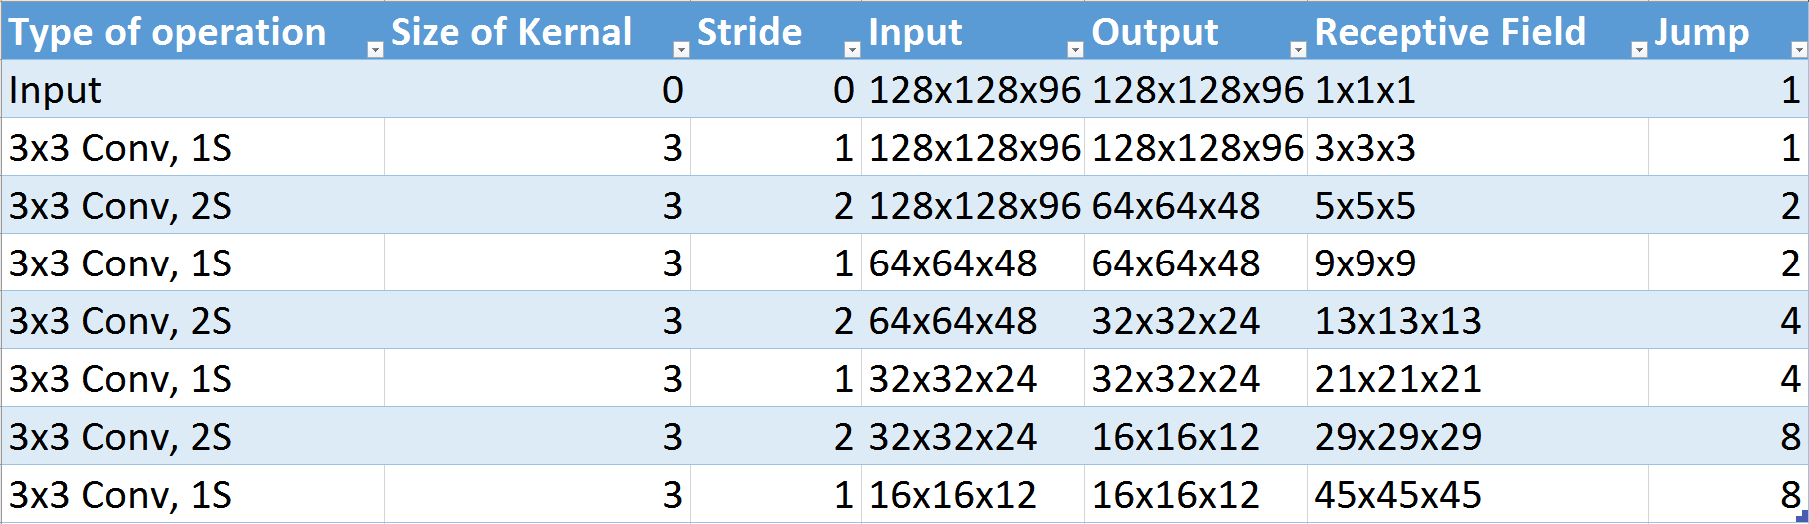 Type of operation Size of Kernal Stride Input Output Receptive Field Jump
Input 0 0 128x128x96 128x128x96 1x1x1 1
3x3 Conv, 1S 3 1 128x128x96 128x128x96 3x3x3 1
3x3 Conv, 2S 3 2 128x128x96 64x64x48 5x5x5 2
3x3 Conv, 1S 3 1 64x64x48 64x64x48 9x9x9 2
3x3 Conv, 2S 3 2 64x64x48 32x32x24 13x13x13 4
3x3 Conv, 1S 3 1 32x32x24 32x32x24 21x21x21 4
3x3 Conv, 2S 3 2 32x32x24 16x16x12 29x29x29 8
3x3 Conv, 1S 3 1 16x16x12 16x16x12 45x45x45 8